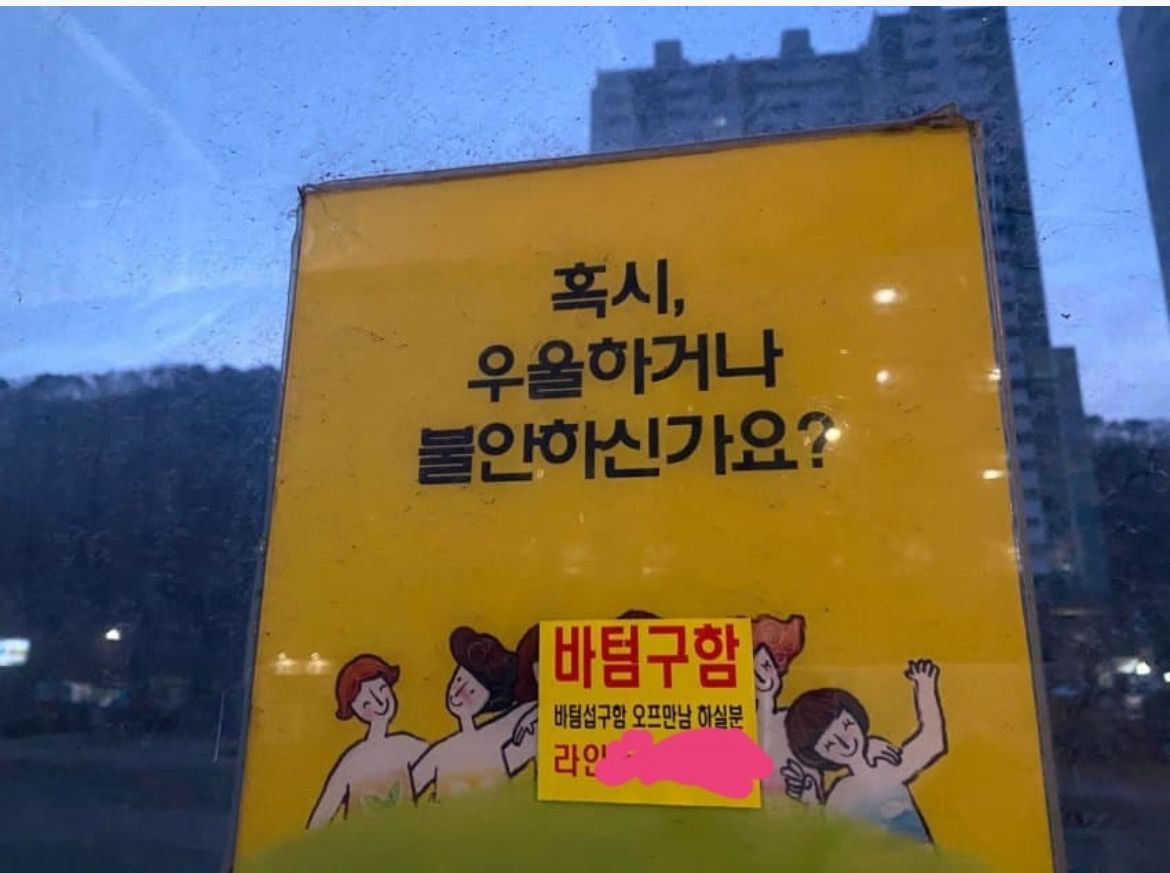 혹시,
우울하거나
불안하신가요?
바텀구함
바텀섭구함 오프만남 하실분
라인